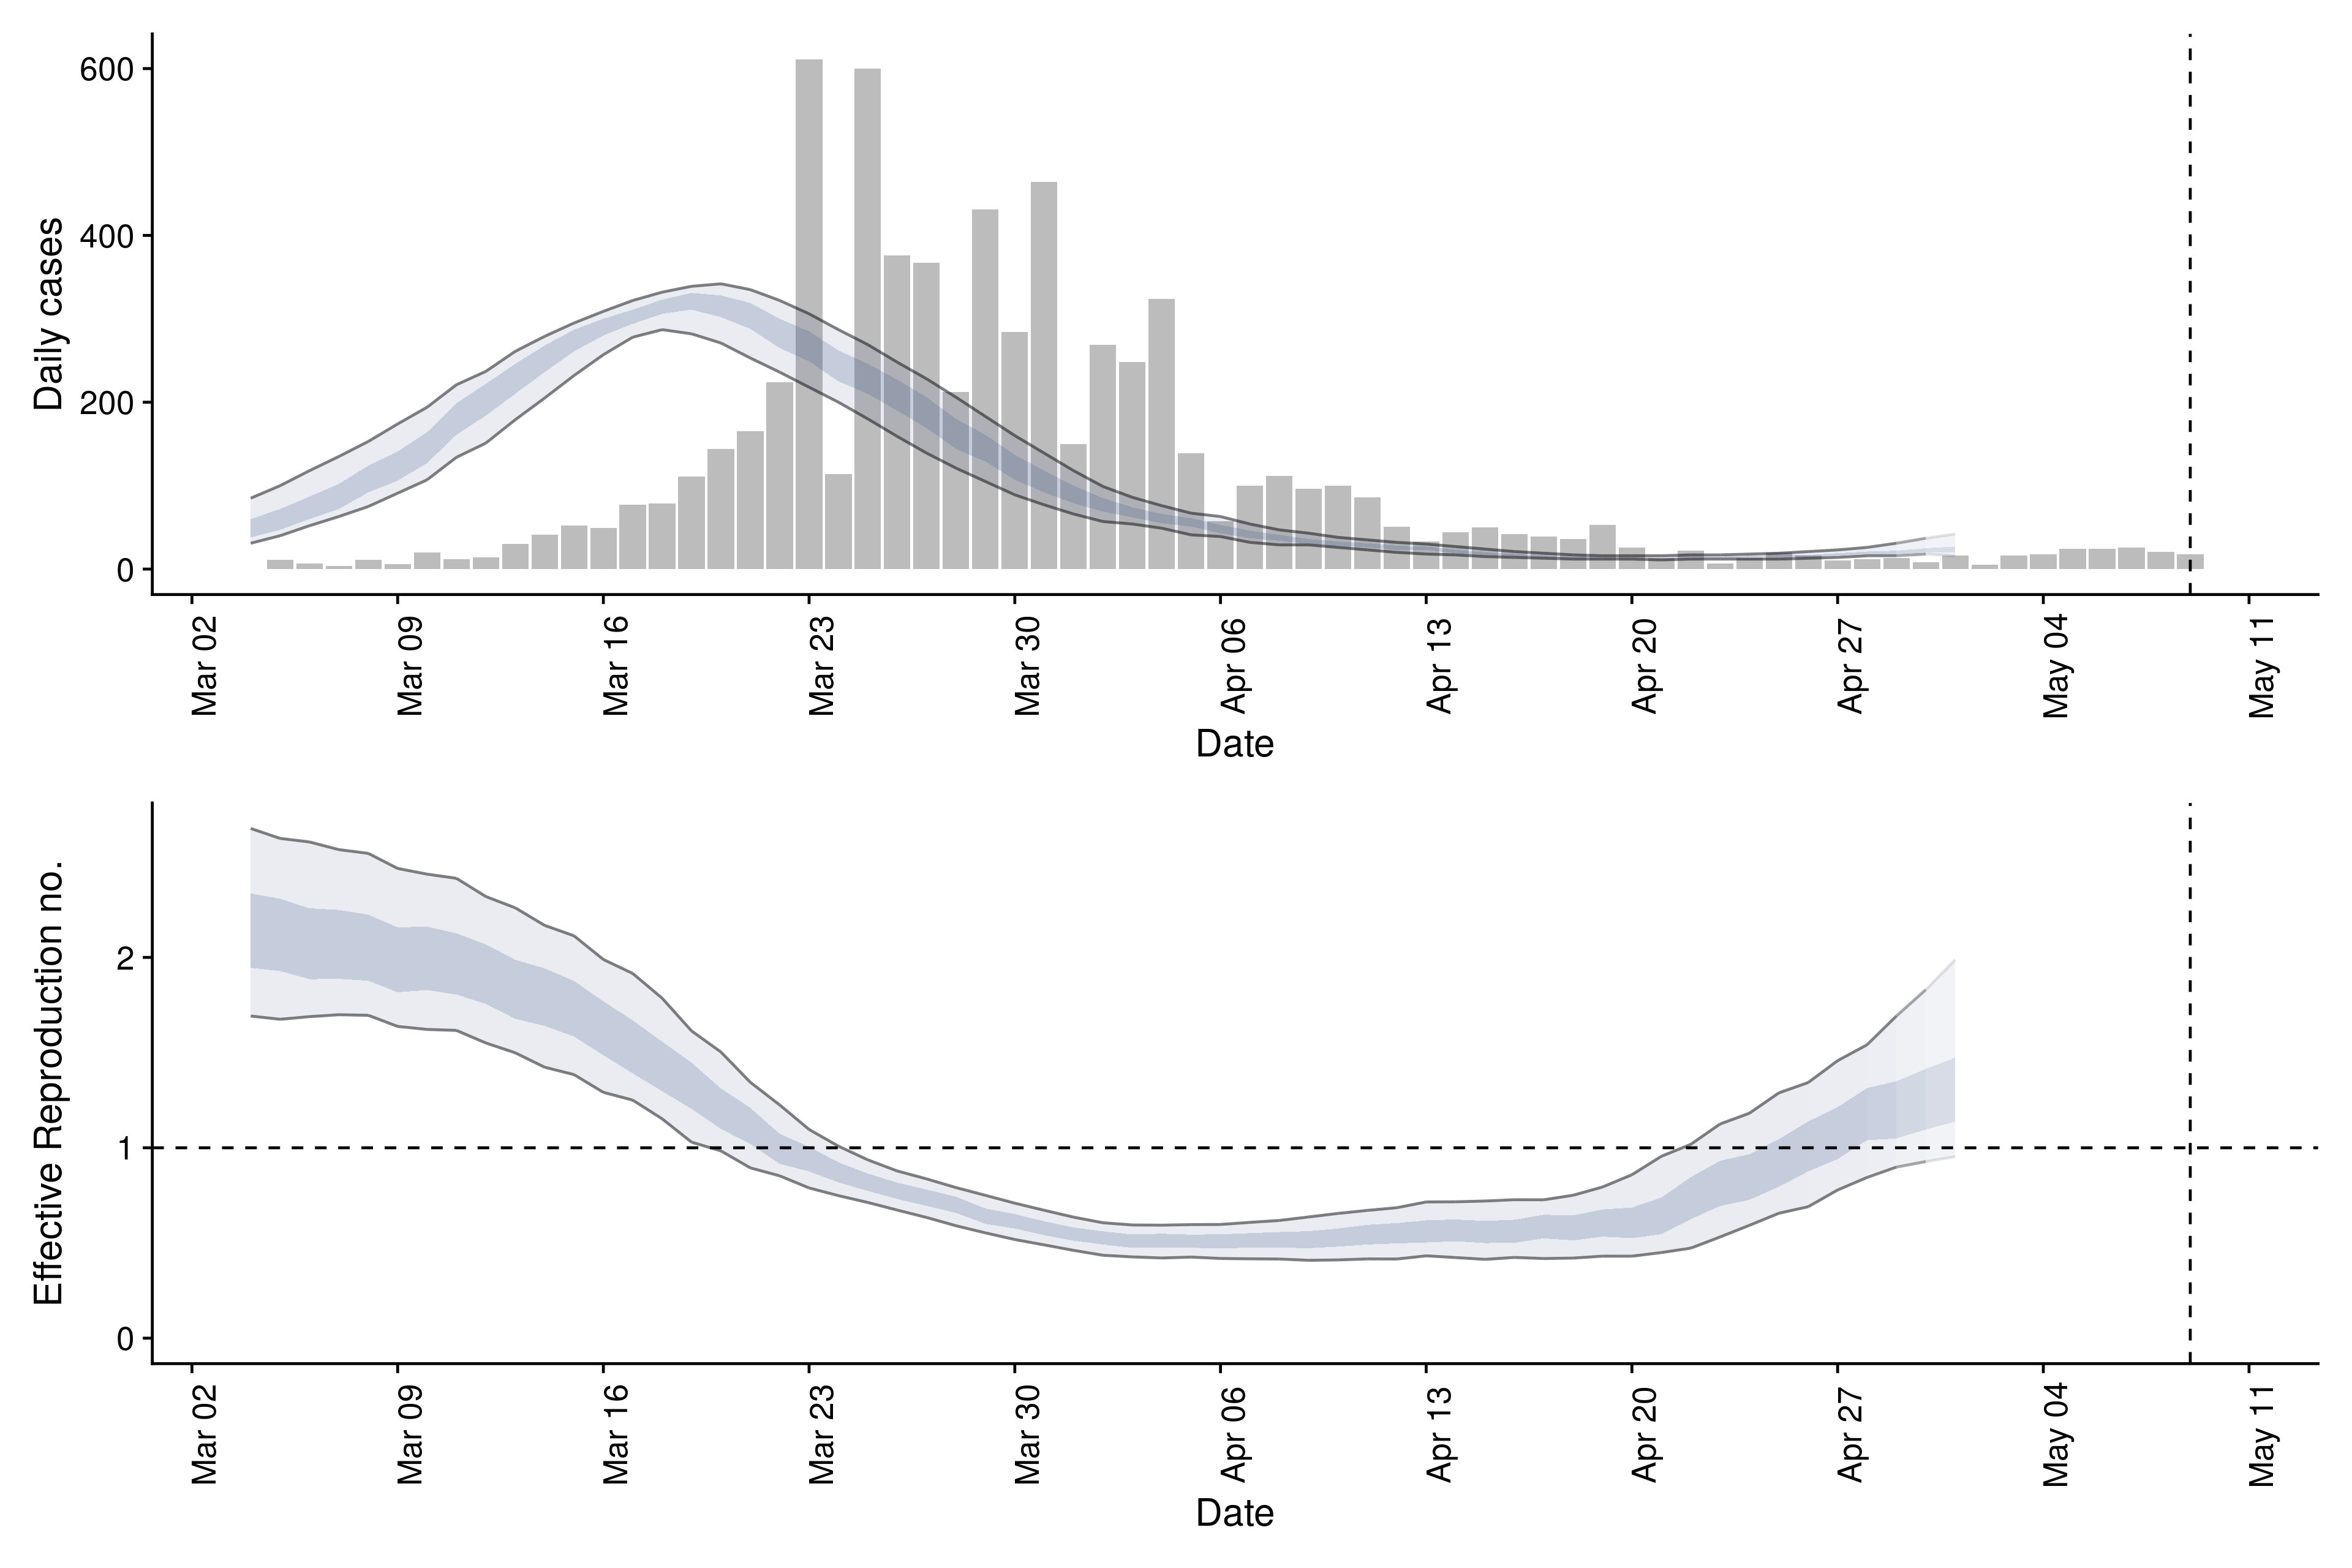 Daily cases
600
400
200
0
Mar 02
Mar 09
Mar 16
Mar 23
Mar 30
Apr 06
Apr 13
Apr 20
Apr 27
May 04
May 11
Date
Effective Reproduction no.
2
1
0
Mar 02
Mar 09
Mar 16
Mar 23
Mar 30
Apr 06
Apr 13
Apr 20
Apr 27
May 04
May 11
Date